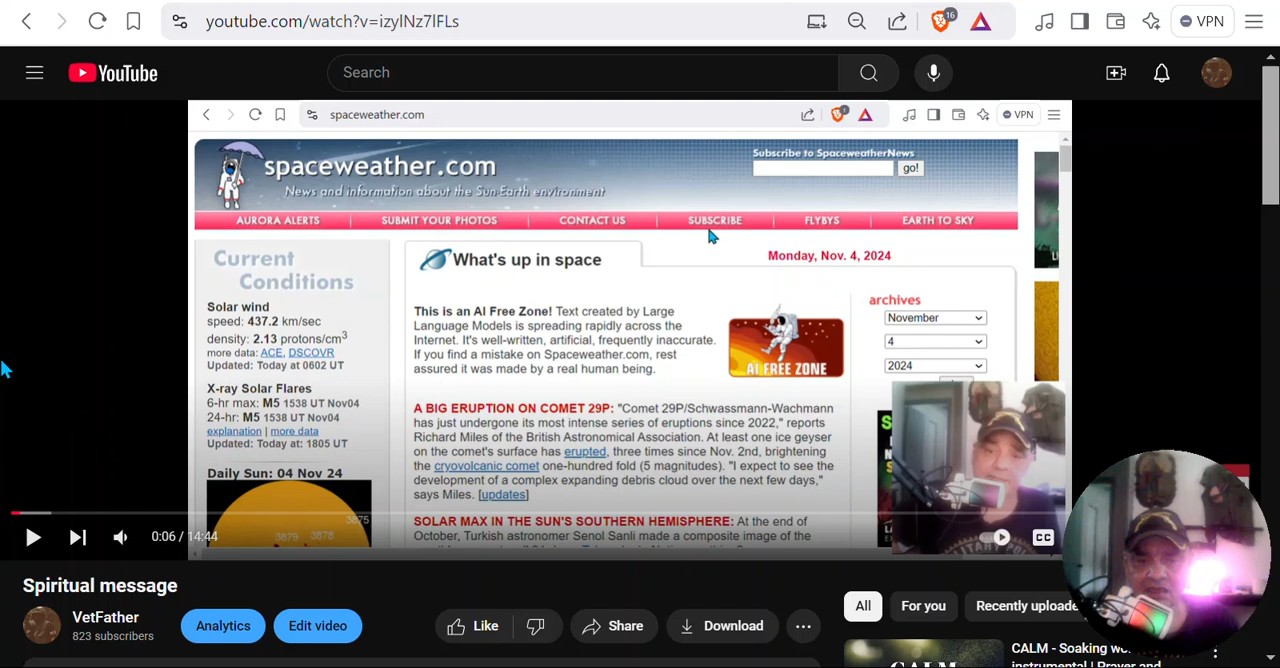 youtube.com/watch?v=izylNz7lFLs
16
VPN
YouTube
Search
spaceweather.com
1
VPN
spaceweather.com
News and information about the Sun-Earth environment
Subscribe to SpaceweatherNews
go!
AURORA ALERTS
SUBMIT YOUR PHOTOS
CONTACT US
SUBSCRIBE
FLYBYS
EARTH TO SKY
Current
Conditions
Solar wind
speed: 437.2 km/sec
density: 2.13 protons/cm3
more data: ACE, DSCOVR
Updated: Today at 0602 UT
X-ray Solar Flares
6-hr max: M5 1538 UT Nov04
24-hr: M5 1538 UT Nov04
explanation | more data
Updated: Today at: 1805 UT
Daily Sun: 04 Nov 24
3875
3879
3878
What's up in space
Monday, Nov. 4, 2024
This is an AI Free Zone! Text created by Large
Language Models is spreading rapidly across the
Internet. It's well-written, artificial, frequently inaccurate.
If you find a mistake on Spaceweather.com, rest
assured it was made by a real human being.
AI FREE ZONE
archives
November
4
2024
A BIG ERUPTION ON COMET 29P: "Comet 29P/Schwassmann-Wachmann
has just undergone its most intense series of eruptions since 2022," reports
Richard Miles of the British Astronomical Association. At least one ice geyser
on the comet's surface has erupted, three times since Nov. 2nd, brightening
the cryovolcanic comet one-hundred fold (5 magnitudes). "I expect to see the
development of a complex expanding debris cloud over the next few days,"
says Miles. [updates]
SOLAR MAX IN THE SUN'S SOUTHERN HEMISPHERE: At the end of
October, Turkish astronomer Senol Sanli made a composite image of the
0:06 / 14:44
CC
Spiritual message
VetFather
823 subscribers
Analytics
Edit video
Like
Share
Download
All
For you
Recently uploade
CALM - Soaking wo
instrumental | Prayer and
CALM